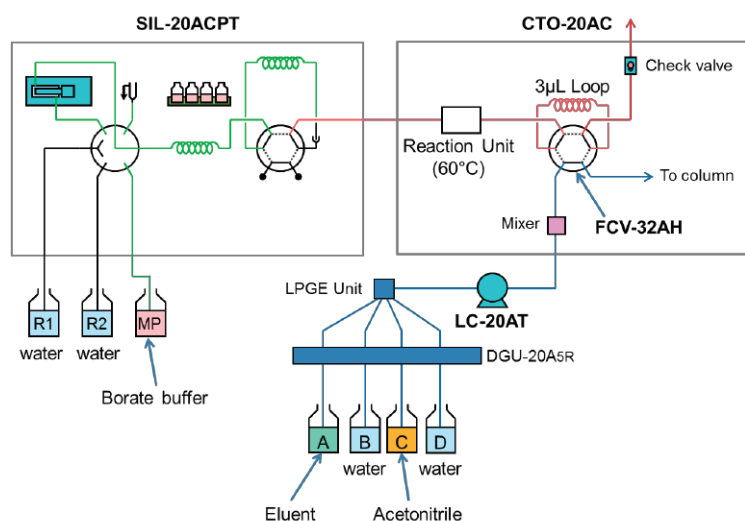 SIL-20ACPT
CTO-20AC
Check valve
3µL Loop
Reaction Unit
(60°C)
To column
Mixer
FCV-32AH
LPGE Unit
LC-20AT
R1
R2
MP
water
water
DGU-20A5R
Borate buffer
A
B
C
D
water
water
Eluent
Acetonitrile